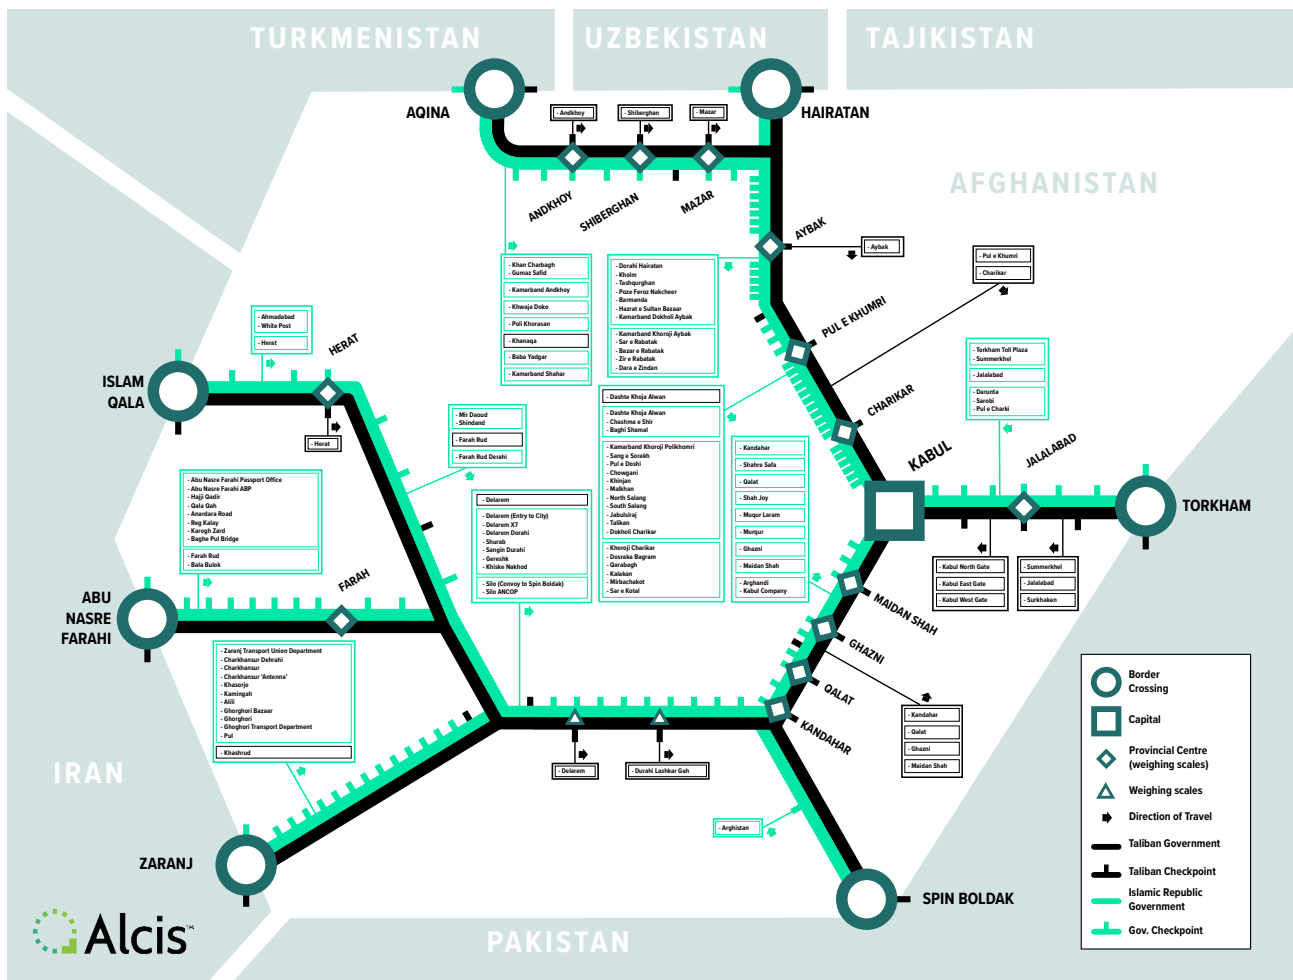 TURKMENISTAN
UZBEKISTAN
TAJIKISTAN
AQINA
HAIRATAN
- Andkhoy
- Shiberghan
- Mazar
ANDKHOY
SHIBERGHAN
MAZAR
AFGHANISTAN
AYBAK
- Aybak
- Pul e Khumri
- Charikar
- Khan Charbagh
- Gumaz Safid
- Kamarband Andkhoy
- Khwaja Doko
- Poli Khorasan
- Khanaqa
- Baba Yadgar
- Kamarband Shahar
- Dorahi Hairatan
- Kholm
- Tashqurghan
- Poze Feroz Nakcheer
- Barmanda
- Hazrat e Sultan Bazaar
- Kamarband Dokholi Aybak
- Kamarband Khoroji Aybak
- Sar e Rabatak
- Bazar e Rabatak
- Zir e Rabatak
- Dara e Zindan
PUL E KHUMRI
- Ahmadabad
- White Post
- Herat
HERAT
ISLAM
QALA
- Herat
- Torkham Toll Plaza
- Summerkhel
- Jalalabad
- Darunta
- Sarobi
- Pul e Charki
CHARIKAR
KABUL
JALALABAD
TORKHAM
- Mir Daoud
- Shindand
- Farah Rud
- Farah Rud Derahi
- Dashte Khoja Alwan
- Dashte Khoja Alwan
- Chashma e Shir
- Baghi Shamal
- Kamarband Khoroji Polikhomri
- Sang e Sorakh
- Pul e Doshi
- Chowgani
- Khinjan
- Malkhan
- North Salang
- South Salang
- Jabulsiraj
- Talikan
- Dokholi Charikar
- Khoroji Charikar
- Dosraka Bagram
- Qarabagh
- Kalakan
- Mirbachakot
- Sar e Kotal
- Kandahar
- Shahre Safa
- Qalat
- Shah Joy
- Muqur Laram
- Murqur
- Ghazni
- Maidan Shah
- Arghandi
- Kabul Company
- Abu Nasre Farahi Passport Office
- Abu Nasre Farahi ABP
- Hajji Qadir
- Qala Qah
- Anardara Road
- Reg Kalay
- Karogh Zard
- Baghe Pul Bridge
- Farah Rud
- Bala Bulok
- Delarem
- Delarem (Entry to City)
- Delarem X7
- Delarem Dorahi
- Shurab
- Sangin Durahi
- Gereshk
- Khiske Nakhod
- Silo (Convoy to Spin Boldak)
- Silo ANCOP
- Kabul North Gate
- Kabul East Gate
- Kabul West Gate
- Summerkhel
- Jalalabad
- Surkhakan
FARAH
ABU
NASRE
FARAHI
MAIDAN SHAH
GHAZNI
QALAT
KANDAHAR
- Zaranj Transport Union Department
- Charkhansur Dehrahi
- Charkhansur
- Charkhansur 'Antenna'
- Khasorjo
- Kamingah
- Alili
- Ghorghori Bazaar
- Ghorghori
- Ghoghori Transport Department
- Pul
- Khashrud
- Delarem
- Durahi Lashkar Gah
- Kandahar
- Qalat
- Ghazni
- Maidan Shah
- Arghistan
IRAN
ZARANJ
SPIN BOLDAK
PAKISTAN
Alcis™
Border
Crossing
Capital
Provincial Centre
(weighing scales)
Weighing scales
Direction of Travel
Taliban Government
Taliban Checkpoint
Islamic Republic
Government
Gov. Checkpoint